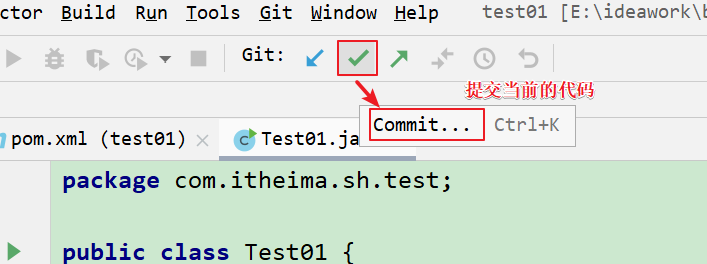 ctor Build Run Tools Git Window Help test01 [E:\ideawork\b
Git:
提交当前的代码
Commit... Ctrl+K
pom.xml (test01) Test01.ja
package com.itheima.sh.test;
public class Test01 {